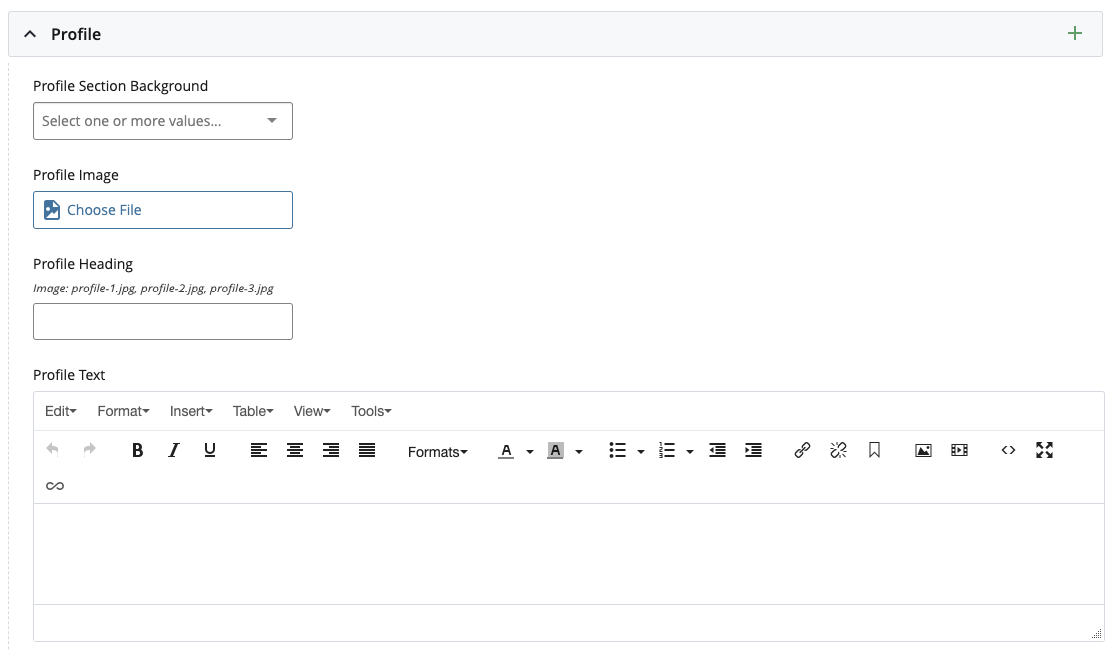 Profile
Profile Section Background
Select one or more values...
Profile Image
Choose File
Profile Heading
Image: profile-1.jpg, profile-2.jpg, profile-3.jpg
Profile Text
Edit Format Insert Table View Tools
B I U Formats A A